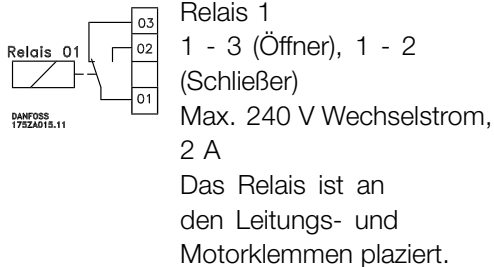 03
02
Relais 01
01
DANFOSS
175ZA015.11
Relais 1
1 - 3 (Öffner), 1 - 2
(Schließer)
Max. 240 V Wechselstrom,
2 A
Das Relais ist an
den Leitungs- und
Motorklemmen plaziert.